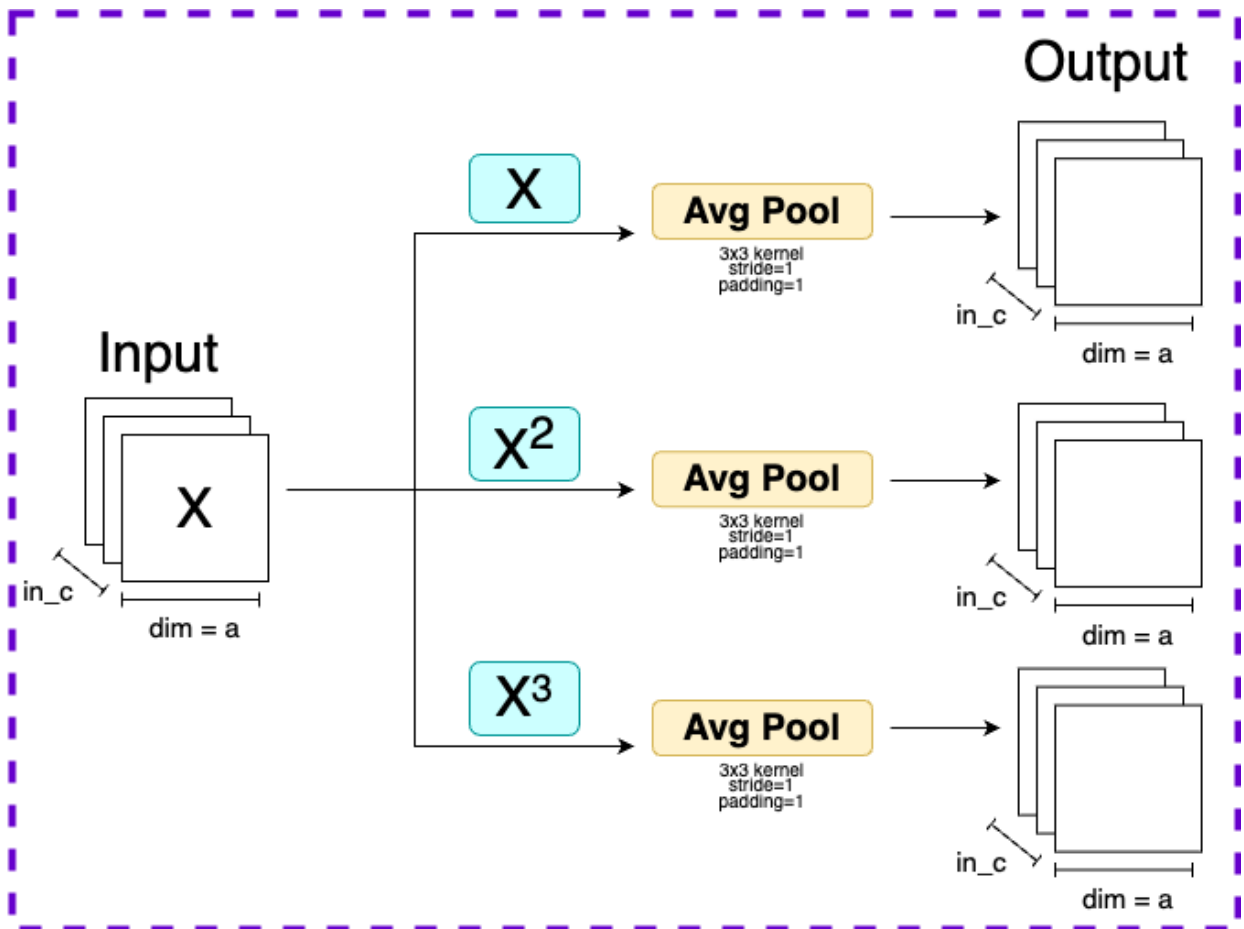 Output
X
Avg Pool
3x3 kernel
stride=1
padding=1
in_c
dim = a
Input
X
in_c
dim = a
X²
Avg Pool
3x3 kernel
stride=1
padding=1
in_c
dim = a
X³
Avg Pool
3x3 kernel
stride=1
padding=1
in_c
dim = a